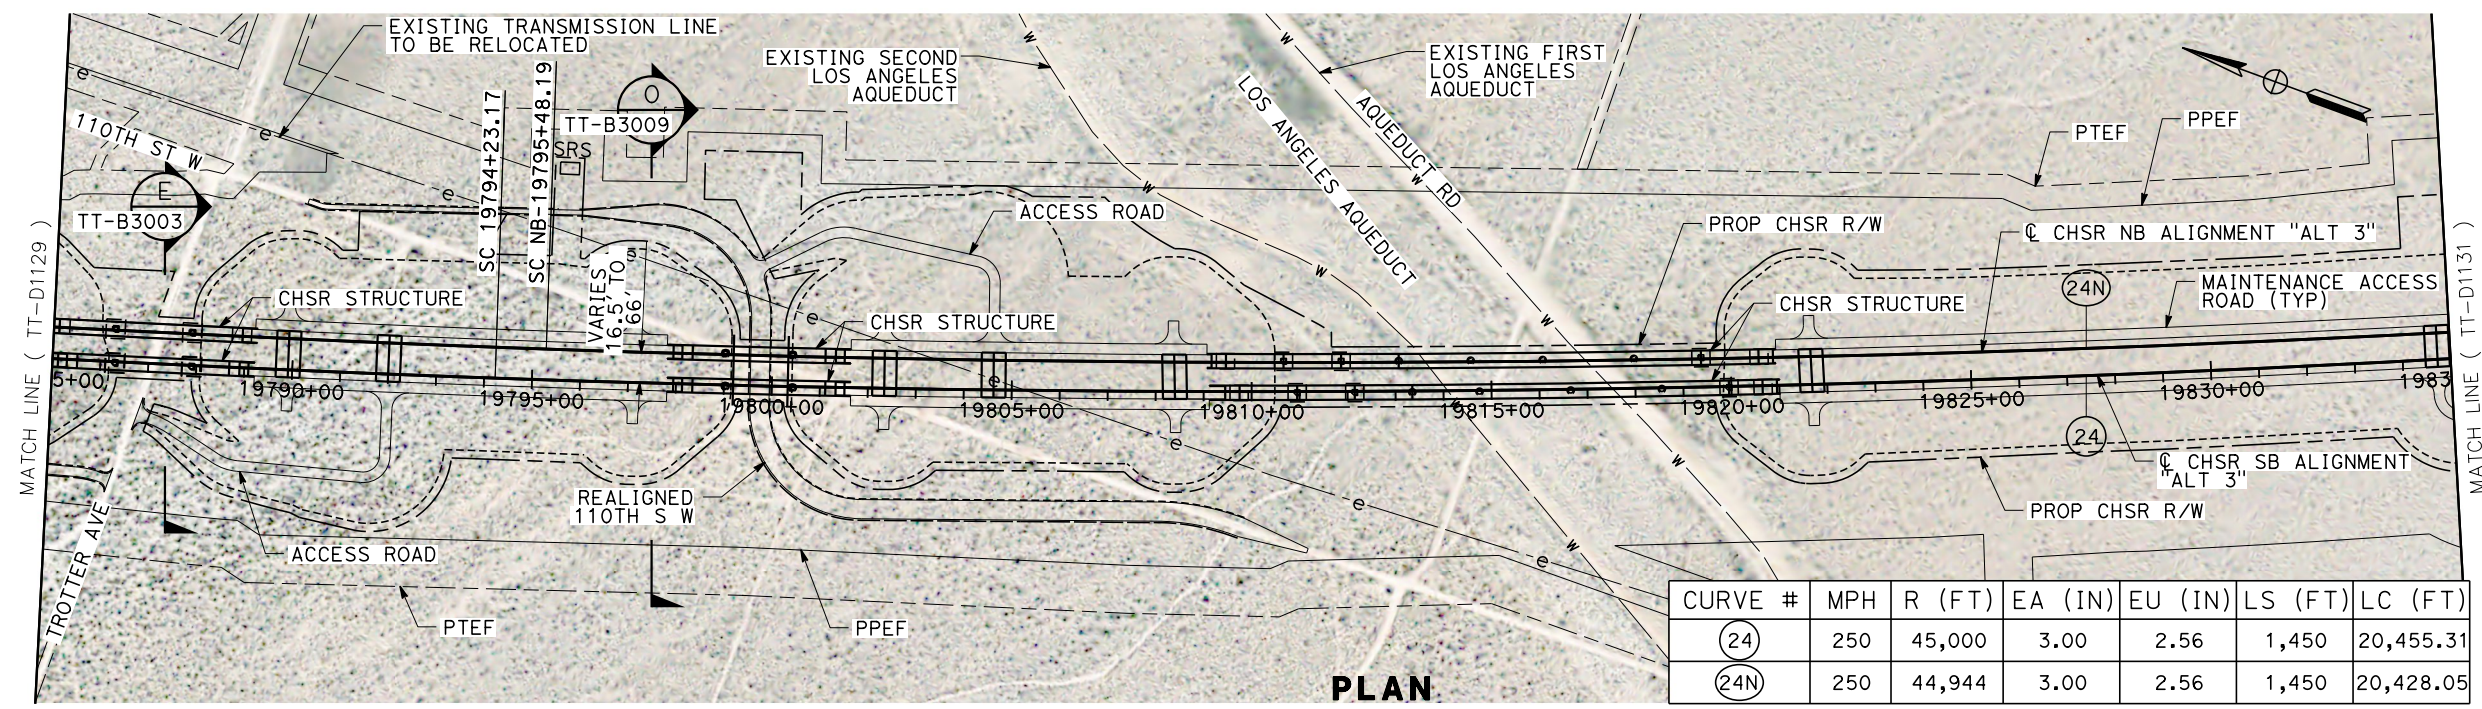 EXISTING TRANSMISSION LINE
TO BE RELOCATED
EXISTING SECOND
LOS ANGELES
AQUEDUCT
EXISTING FIRST
LOS ANGELES
AQUEDUCT
LOS ANGELES AQUEDUCT
AQUEDUCT RD
PTEF
PPEF
110TH ST W
E
TT-B3003
O
TT-B3009
SRS
SC 19794+23.17
SC NB-19795+48.19
ACCESS ROAD
PROP CHSR R/W
℄ CHSR NB ALIGNMENT "ALT 3"
MATCH LINE ( TT-D1129 )
MATCH LINE ( TT-D1131 )
CHSR STRUCTURE
VARIES
16.5' TO
66'
CHSR STRUCTURE
CHSR STRUCTURE
24N
MAINTENANCE ACCESS
ROAD (TYP)
5+00
19790+00
19795+00
19800+00
19805+00
19810+00
19815+00
19820+00
19825+00
19830+00
1983
24
℄ CHSR SB ALIGNMENT
"ALT 3"
REALIGNED
110TH S W
PROP CHSR R/W
ACCESS ROAD
TROTTER AVE
PTEF
PPEF
e
e
e
e
e
e
e
e
e
w
w
w
w
w
w
w
w
CURVE # MPH R (FT) EA (IN) EU (IN) LS (FT) LC (FT)
24 250 45,000 3.00 2.56 1,450 20,455.31
24N 250 44,944 3.00 2.56 1,450 20,428.05
PLAN